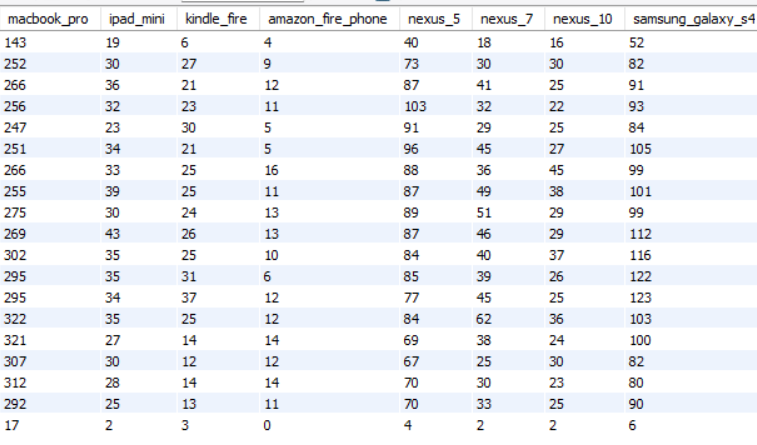 macbook_pro ipad_mini kindle_fire amazon_fire_phone nexus_5 nexus_7 nexus_10 samsung_galaxy_s4
143 19 6 4 40 18 16 52
252 30 27 9 73 30 30 82
266 36 21 12 87 41 25 91
256 32 23 11 103 32 22 93
247 23 30 5 91 29 25 84
251 34 21 5 96 45 27 105
266 33 25 16 88 36 45 99
255 39 25 11 87 49 38 101
275 30 24 13 89 51 29 99
269 43 26 13 87 46 29 112
302 35 25 10 84 40 37 116
295 35 31 6 85 39 26 122
295 34 37 12 77 45 25 123
322 35 25 12 84 62 36 103
321 27 14 14 69 38 24 100
307 30 12 12 67 25 30 82
312 28 14 14 70 30 23 80
292 25 13 11 70 33 25 90
17 2 3 0 4 2 2 6